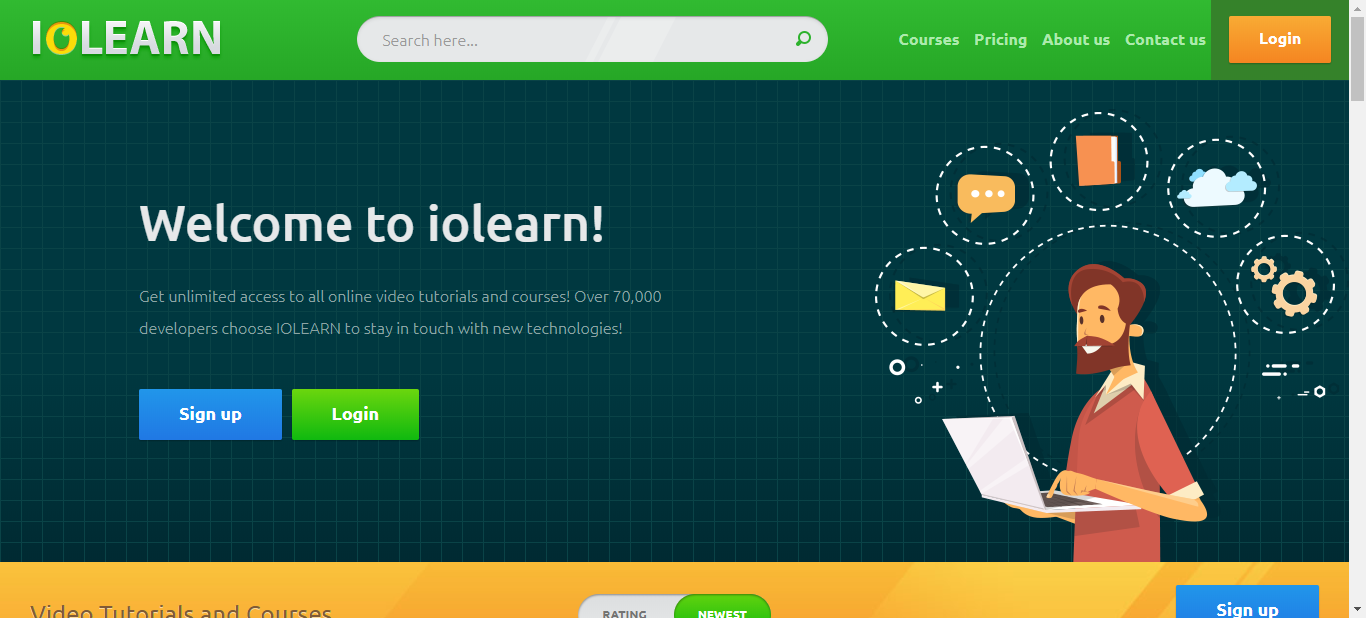 IOLEARN
Search here...
Courses Pricing About us Contact us Login
Welcome to iolearn!
Get unlimited access to all online video tutorials and courses! Over 70,000
developers choose IOLEARN to stay in touch with new technologies!
Sign up Login
Video Tutorials and Courses
RATING NEWEST
Sign up